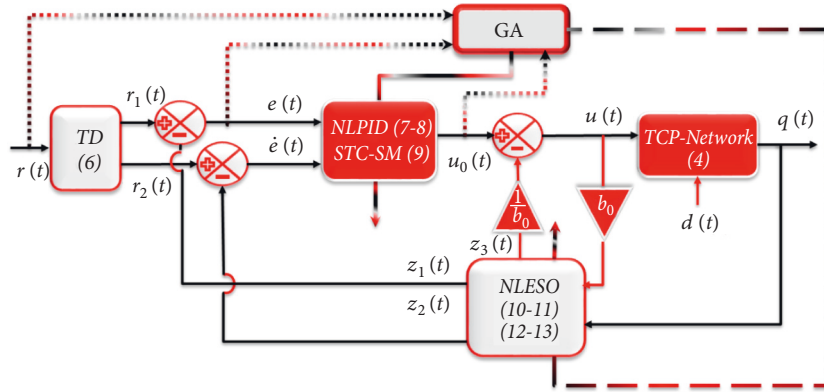 GA
r1 (t)
e (t)
ė (t)
r (t)
TD
(6)
r2 (t)
NLPID (7-8)
STC-SM (9)
u0 (t)
u (t)
TCP-Network
(4)
q (t)
d (t)
1
b0
b0
z3 (t)
z1 (t)
z2 (t)
NLESO
(10-11)
(12-13)